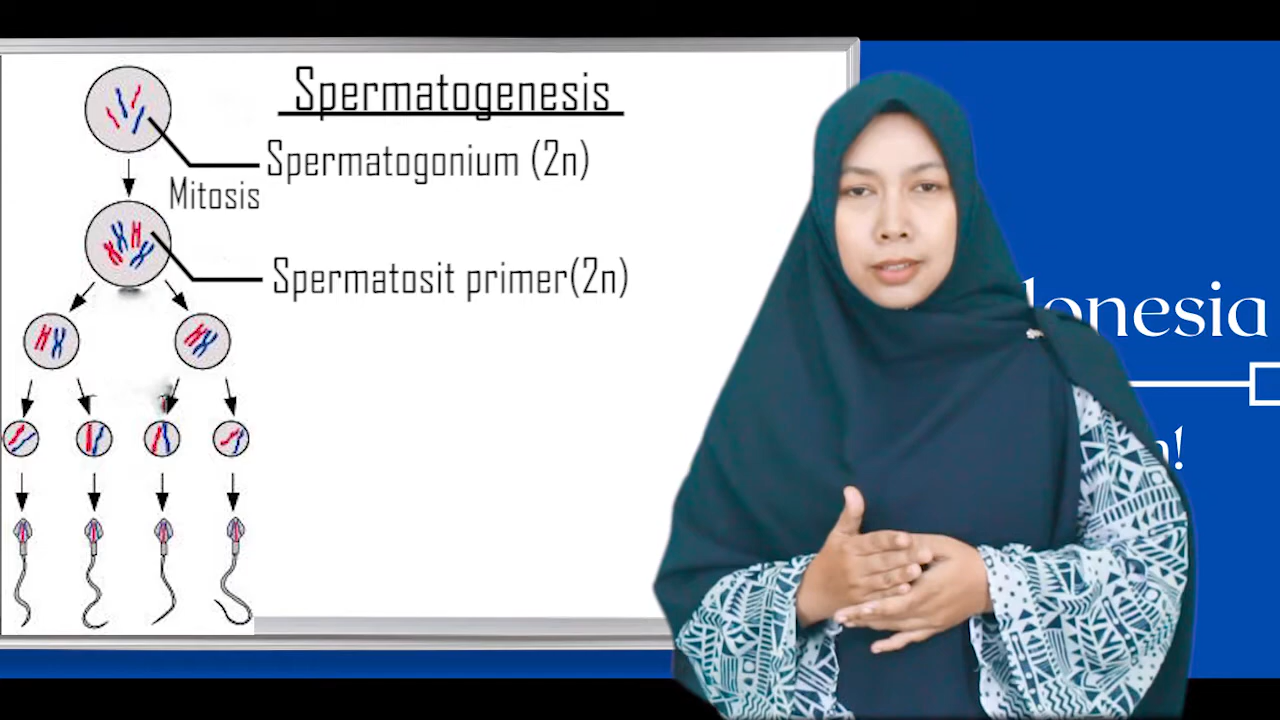 Spermatogenesis
Spermatogonium (2n)
Mitosis
Spermatosit primer(2n)